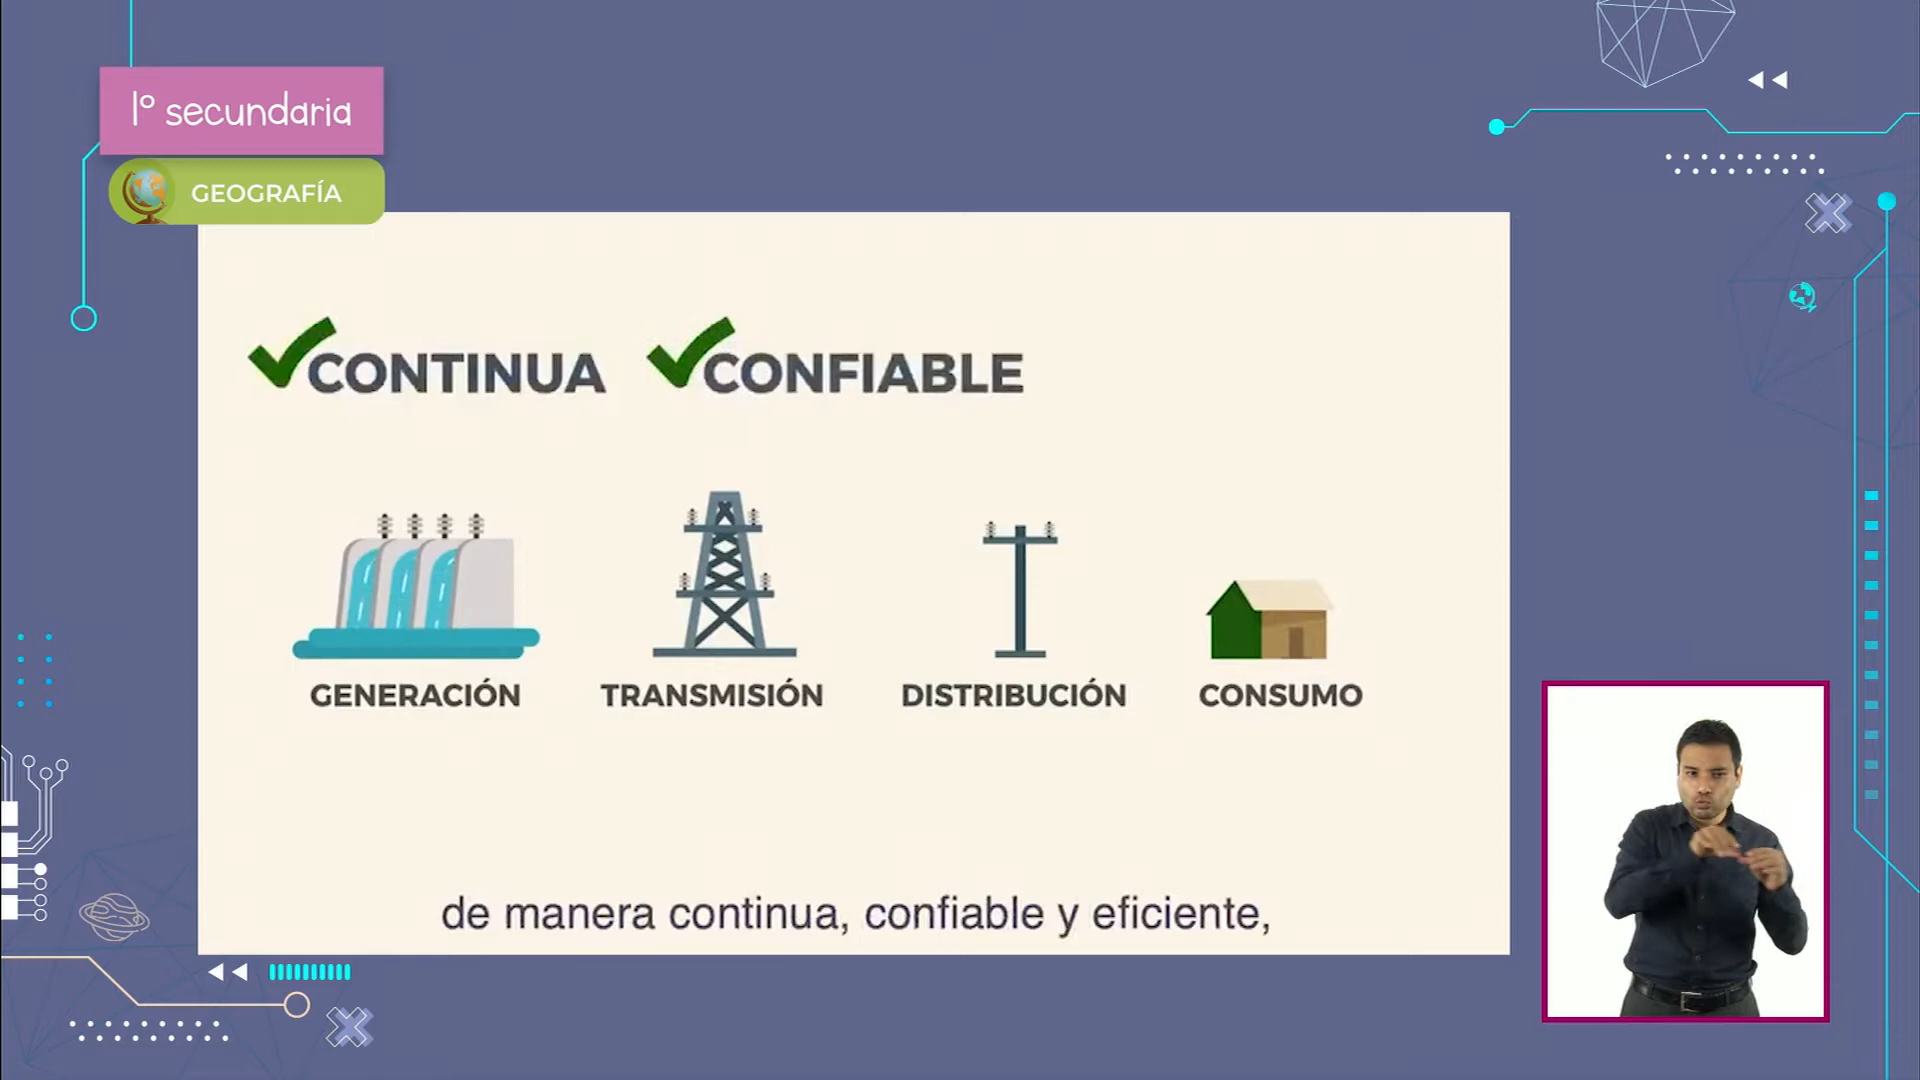 1° secundaria
GEOGRAFÍA
CONTINUA CONFIABLE
GENERACIÓN TRANSMISIÓN DISTRIBUCIÓN CONSUMO
de manera continua, confiable y eficiente,